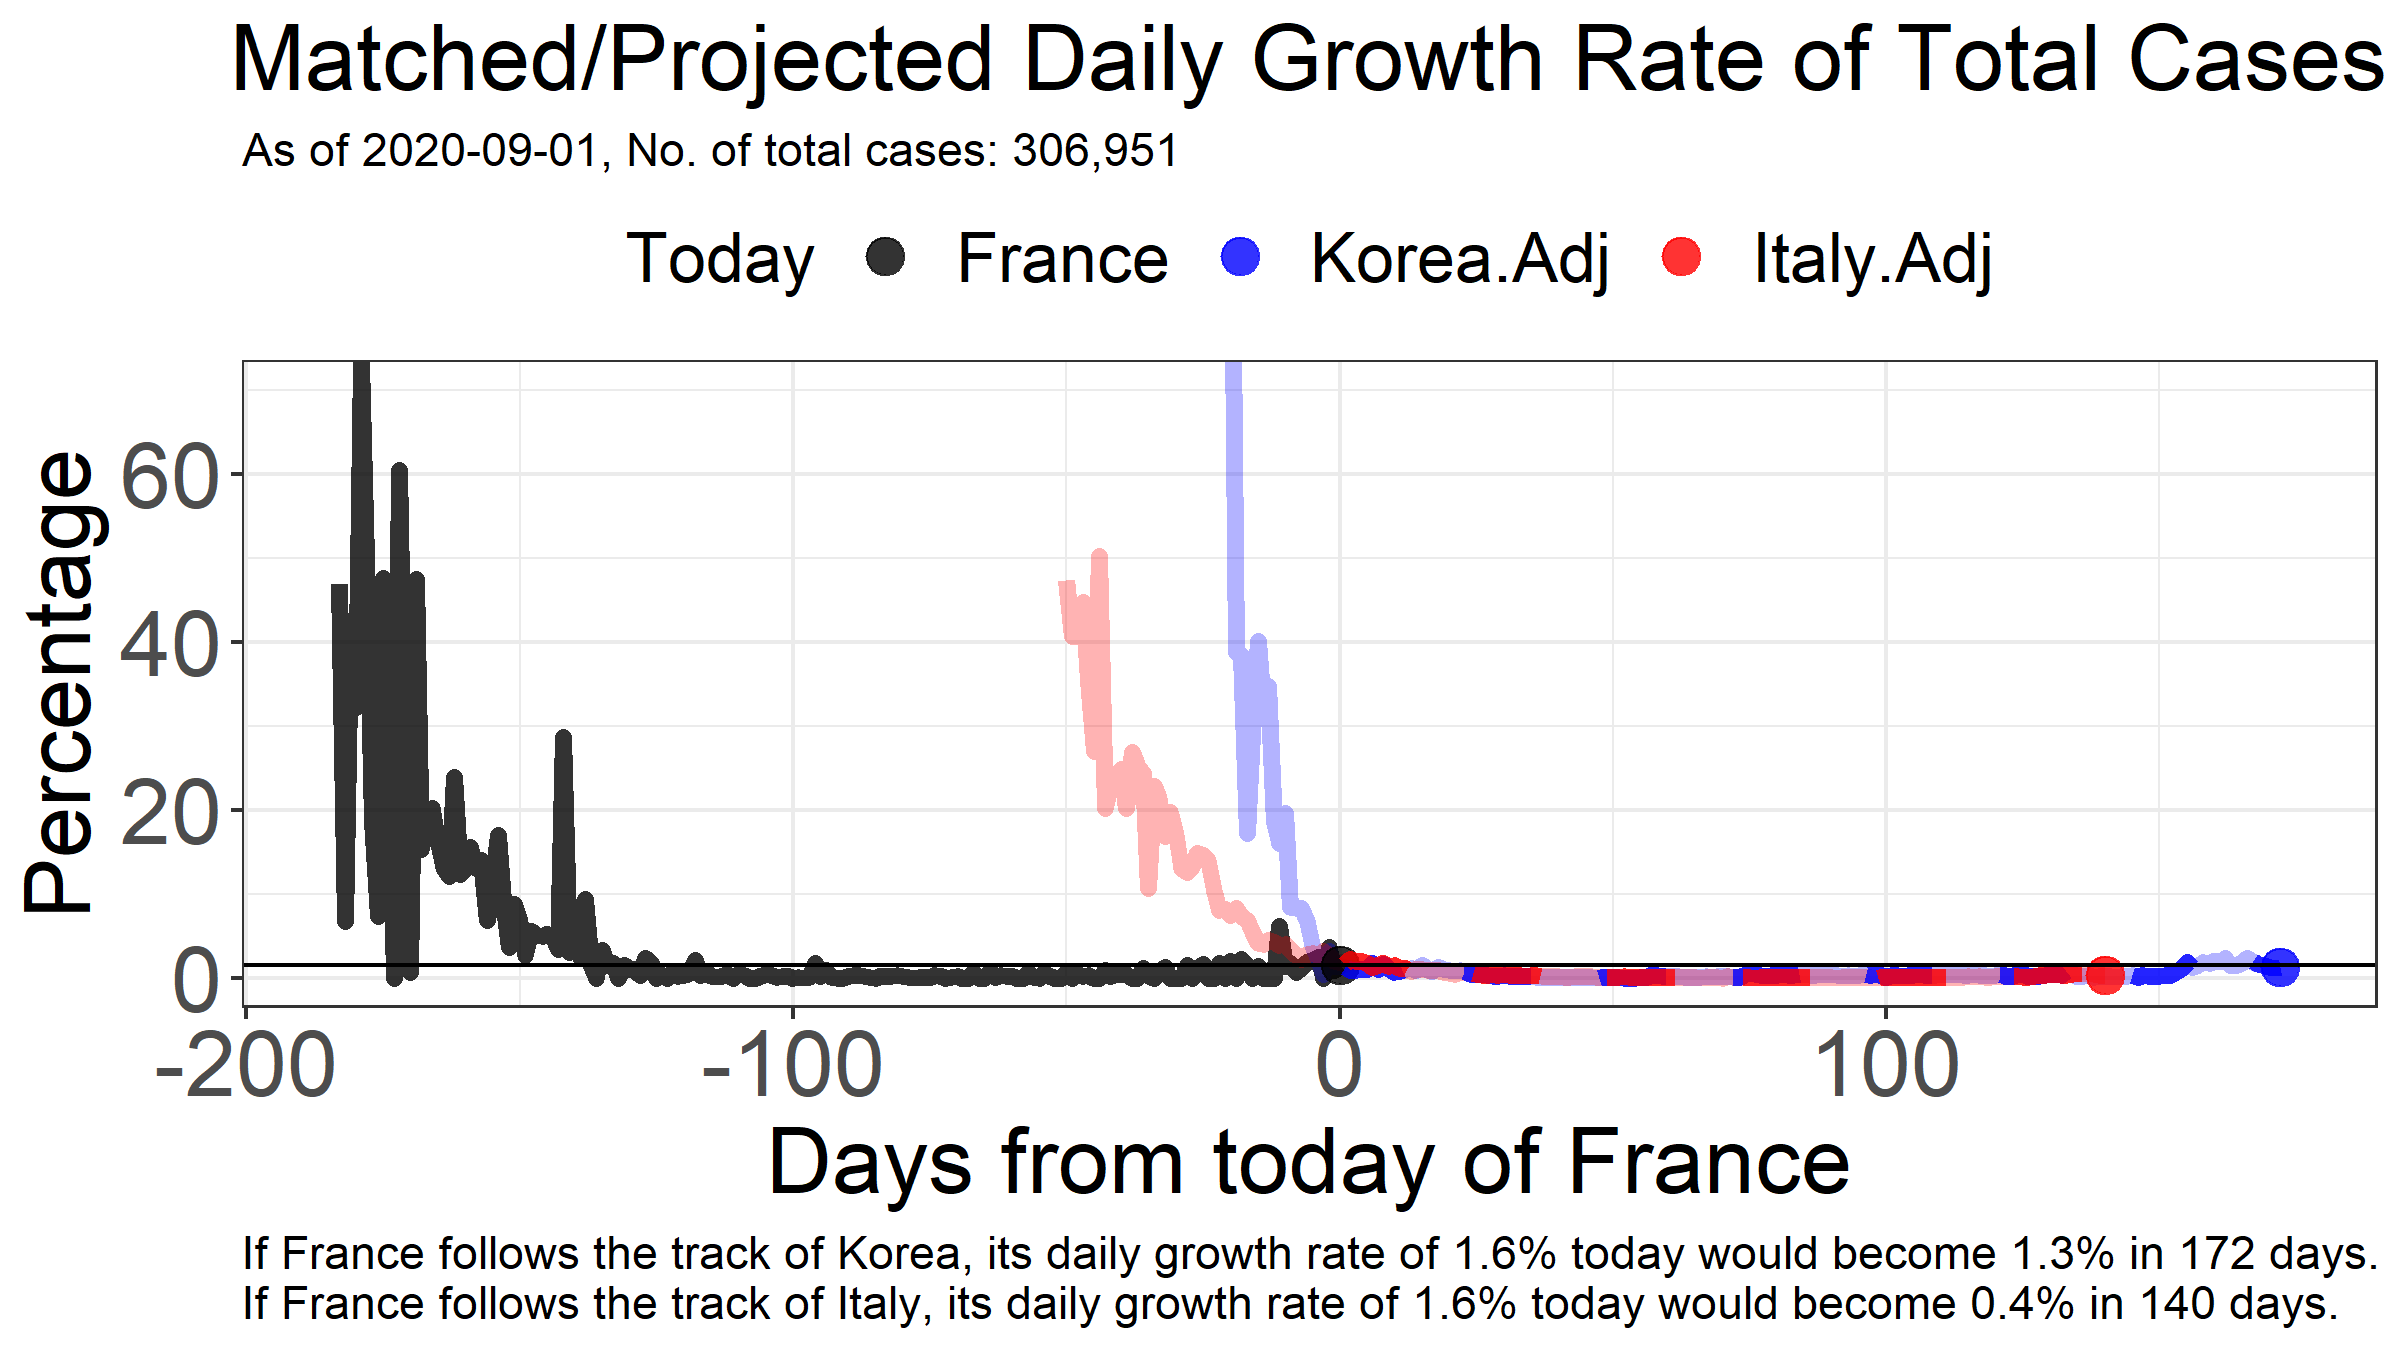 Matched/Projected Daily Growth Rate of Total Cases
As of 2020-09-01, No. of total cases: 306,951
Today France Korea.Adj Italy.Adj
Percentage
60
40
20
0
-200 -100 0 100
Days from today of France
If France follows the track of Korea, its daily growth rate of 1.6% today would become 1.3% in 172 days.
If France follows the track of Italy, its daily growth rate of 1.6% today would become 0.4% in 140 days.